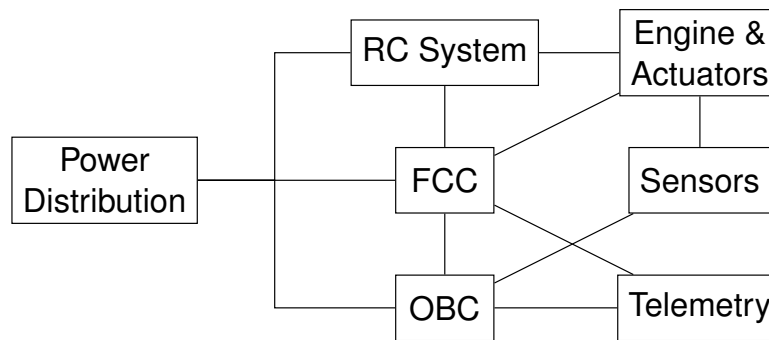 RC System
Engine &
Actuators
Power
Distribution
FCC
Sensors
OBC
Telemetry